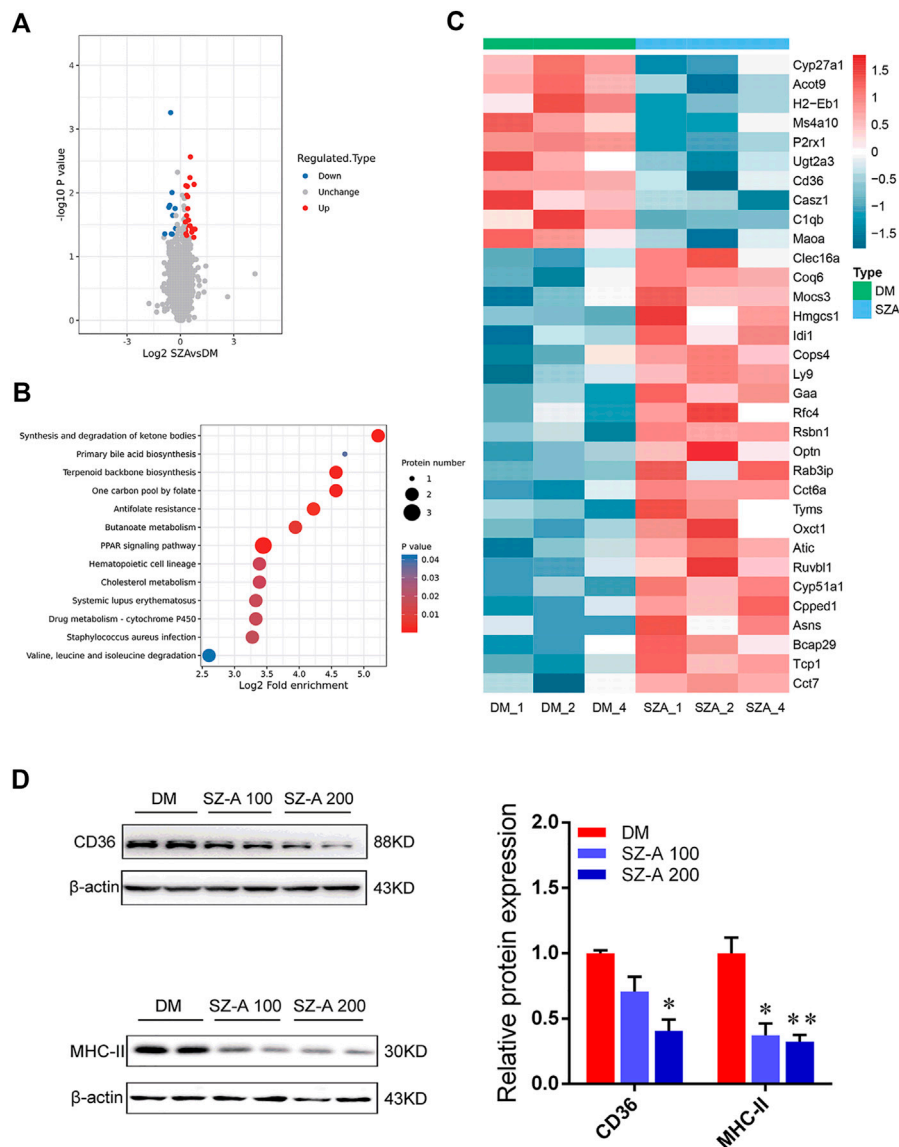 A
4
3
2
1
0
-log10 P value
-3
0
3
Log2 SZAvsDM
Regulated.Type
Down
Unchange
Up
B
Synthesis and degradation of ketone bodies
Primary bile acid biosynthesis
Terpenoid backbone biosynthesis
One carbon pool by folate
Antifolate resistance
Butanoate metabolism
PPAR signaling pathway
Hematopoietic cell lineage
Cholesterol metabolism
Systemic lupus erythematosus
Drug metabolism - cytochrome P450
Staphylococcus aureus infection
Valine, leucine and isoleucine degradation
2.5 3.0 3.5 4.0 4.5 5.0
Log2 Fold enrichment
Protein number
1
2
3
P value
0.04
0.03
0.02
0.01
C
Cyp27a1
Acot9
H2−Eb1
Ms4a10
P2rx1
Ugt2a3
Cd36
Casz1
C1qb
Maoa
Clec16a
Coq6
Mocs3
Hmgcs1
Idi1
Cops4
Ly9
Gaa
Rfc4
Rsbn1
Optn
Rab3ip
Cct6a
Tyms
Oxct1
Atic
Ruvbl1
Cyp51a1
Cpped1
Asns
Bcap29
Tcp1
Cct7
DM_1 DM_2 DM_4 SZA_1 SZA_2 SZA_4
1.5
1
0.5
0
−0.5
−1
−1.5
Type
DM
SZA
D
DM SZ-A 100 SZ-A 200
CD36 88KD
β-actin 43KD
DM SZ-A 100 SZ-A 200
MHC-II 30KD
β-actin 43KD
Relative protein expression
2.0
1.5
1.0
0.5
0.0
DM
SZ-A 100
SZ-A 200
*
*
**
CD36
MHC-II